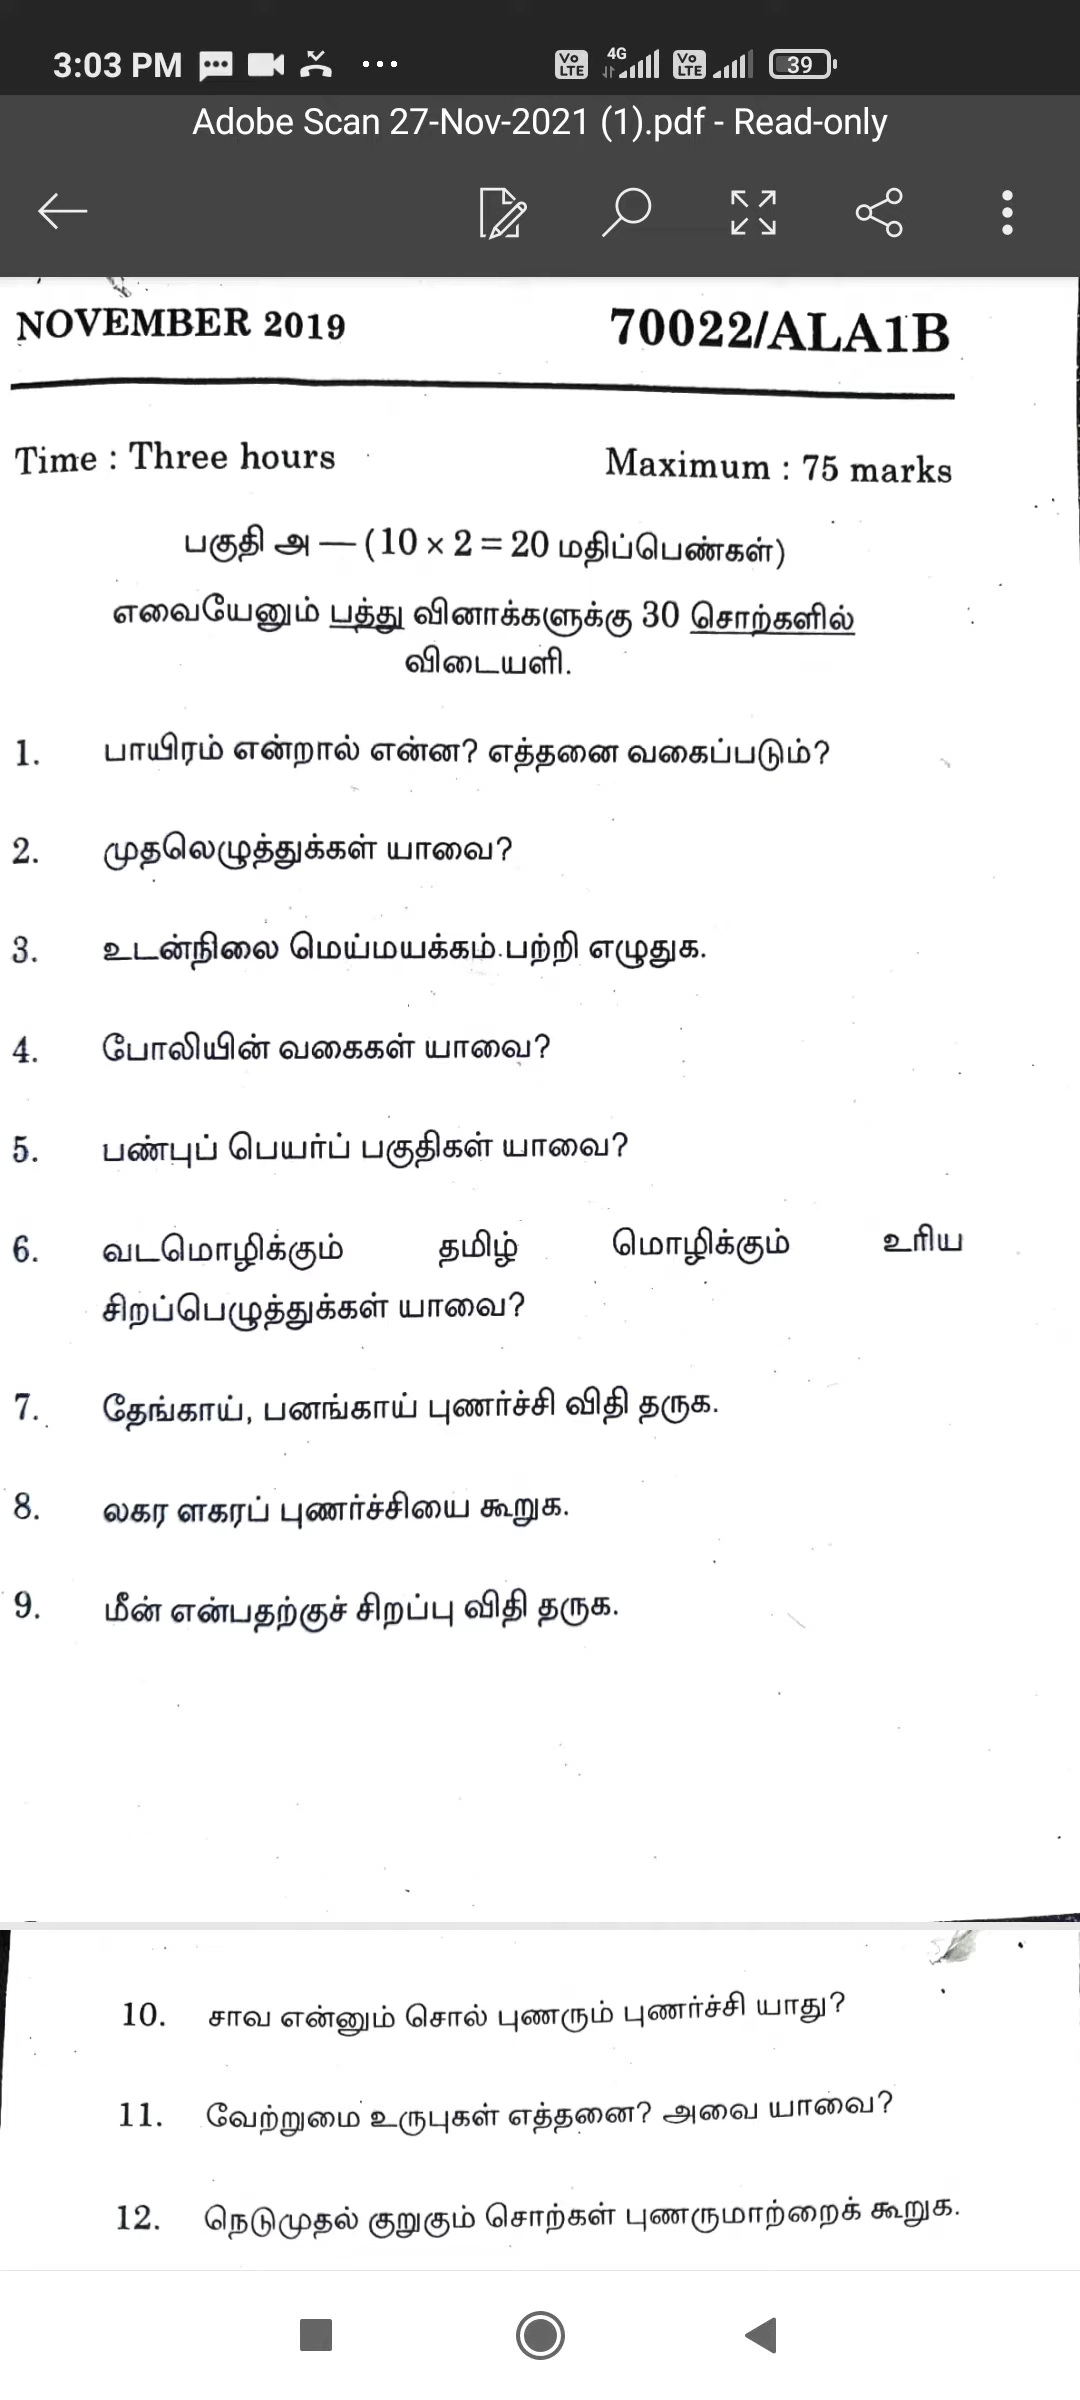 3:03 PM
Vo LTE 4G Vo LTE 39
Adobe Scan 27-Nov-2021 (1).pdf - Read-only
NOVEMBER 2019 70022/ALA1B
Time : Three hours Maximum : 75 marks
பகுதி அ — (10 × 2 = 20 மதிப்பெண்கள்)
எவையேனும் பத்து வினாக்களுக்கு 30 சொற்களில்
விடையளி.
1. பாயிரம் என்றால் என்ன? எத்தனை வகைப்படும்?
2. முதலெழுத்துக்கள் யாவை?
3. உடன்நிலை மெய்மயக்கம் பற்றி எழுதுக.
4. போலியின் வகைகள் யாவை?
5. பண்புப் பெயர்ப் பகுதிகள் யாவை?
6. வடமொழிக்கும் தமிழ் மொழிக்கும் உரிய
சிறப்பெழுத்துக்கள் யாவை?
7. தேங்காய், பனங்காய் புணர்ச்சி விதி தருக.
8. லகர ளகரப் புணர்ச்சியை கூறுக.
9. மீன் என்பதற்குச் சிறப்பு விதி தருக.
10. சாவ என்னும் சொல் புணரும் புணர்ச்சி யாது?
11. வேற்றுமை உருபுகள் எத்தனை? அவை யாவை?
12. நெடுமுதல் குறுகும் சொற்கள் புணருமாற்றைக் கூறுக.